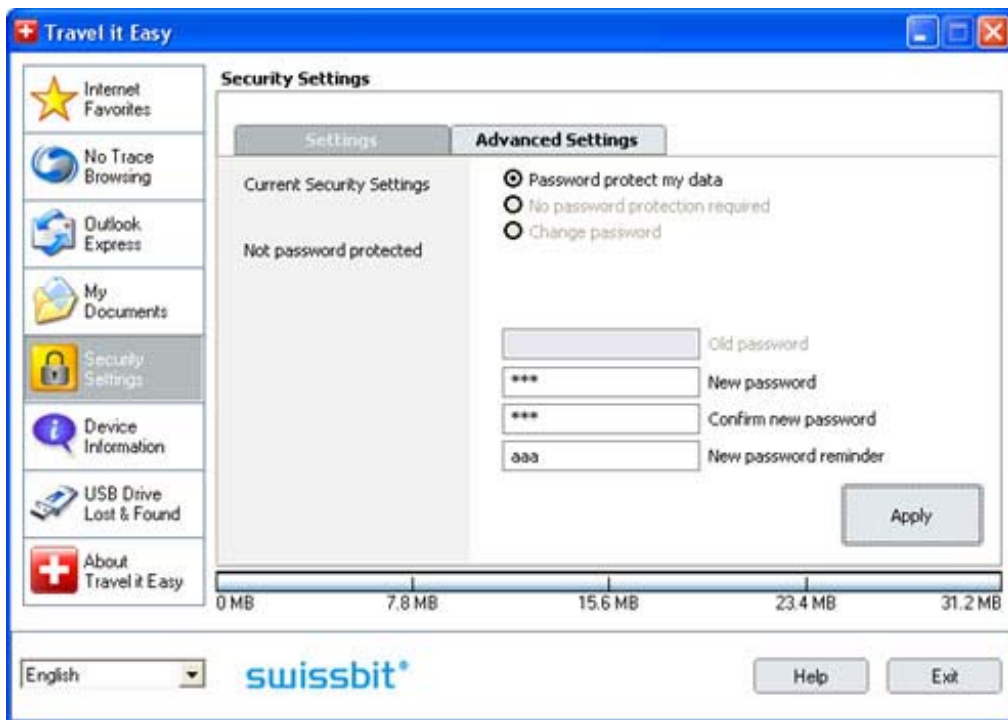 Travel it Easy
Internet
Favorites
No Trace
Browsing
Outlook
Express
My
Documents
Security
Settings
Device
Information
USB Drive
Lost & Found
About
Travel it Easy
Security Settings
Settings
Advanced Settings
Current Security Settings
Not password protected
Password protect my data
No password protection required
Change password
Old password
*** New password
*** Confirm new password
aaa New password reminder
Apply
0 MB 7.8 MB 15.6 MB 23.4 MB 31.2 MB
English
swissbit®
Help
Exit